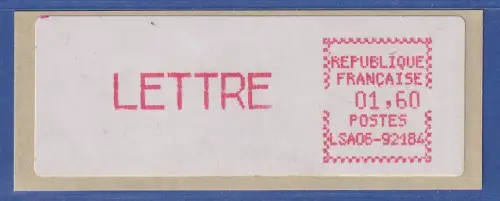 LETTRE
REPUBLIQUE
FRANÇAISE
01,60
POSTES
LSA06-92184